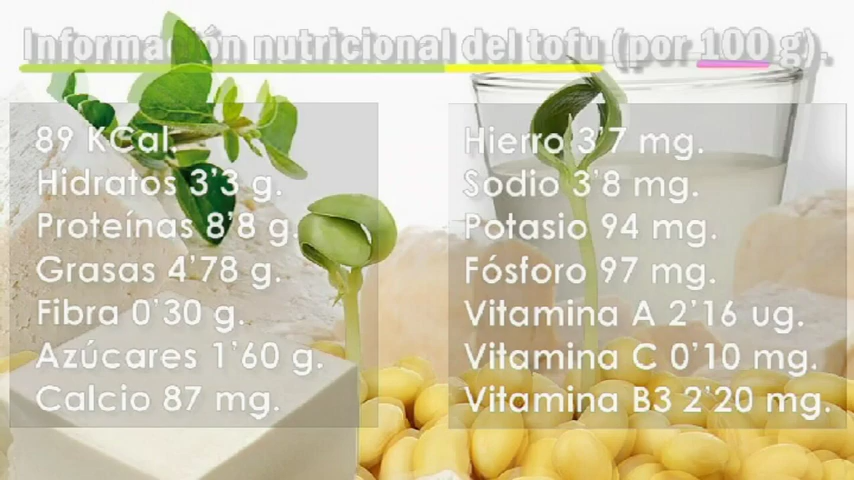 Información nutricional del tofu (por 100 g).
89 KCal.
Hidratos 3'3 g.
Proteínas 8'8 g.
Grasas 4'78 g.
Fibra 0'30 g.
Azúcares 1'60 g.
Calcio 87 mg.
Hierro 3'7 mg.
Sodio 3'8 mg.
Potasio 94 mg.
Fósforo 97 mg.
Vitamina A 2'16 ug.
Vitamina C 0'10 mg.
Vitamina B3 2'20 mg.